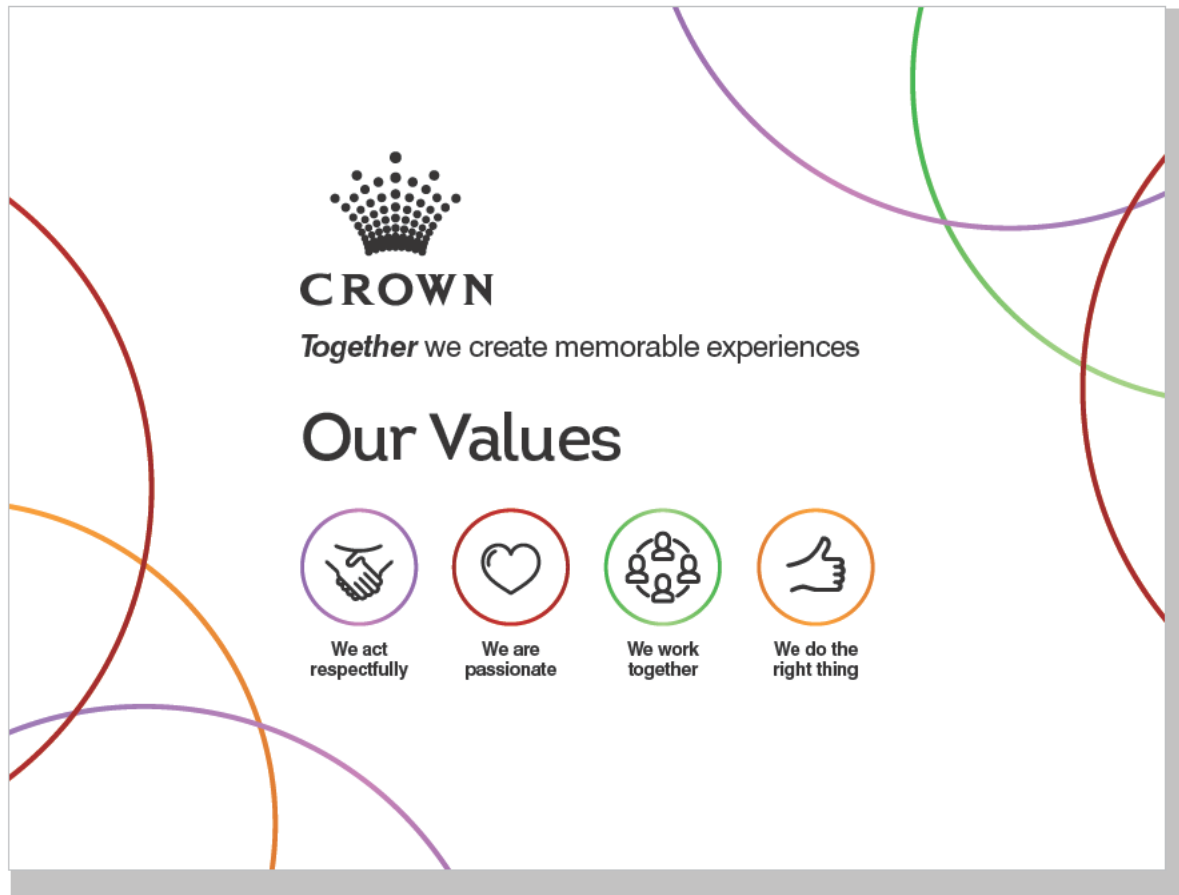 CROWN
Together we create memorable experiences
Our Values
We act
respectfully
We are
passionate
We work
together
We do the
right thing